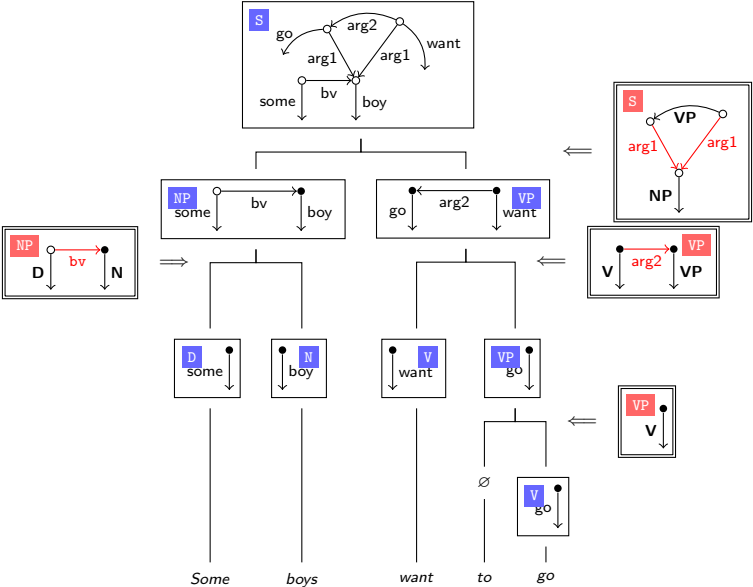 S
go
arg2
want
arg1
arg1
some
bv
boy
S
VP
arg1
arg1
NP
⇐
NP
some
bv
boy
VP
go
arg2
want
NP
D
bv
N
⇒
⇐
VP
V
arg2
VP
D
some
N
boy
V
want
VP
go
⇐
VP
V
∅
V
go
Some boys want to go